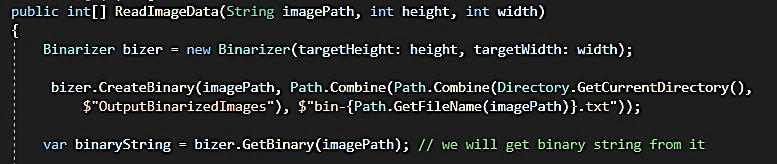 public int[] ReadImageData(String imagePath, int height, int width)
{
Binarizer bizer = new Binarizer(targetHeight: height, targetWidth: width);
bizer.CreateBinary(imagePath, Path.Combine(Path.Combine(Directory.GetCurrentDirectory(),
$"OutputBinarizedImages"), $"bin-{Path.GetFileName(imagePath)}.txt"));
var binaryString = bizer.GetBinary(imagePath); // we will get binary string from it